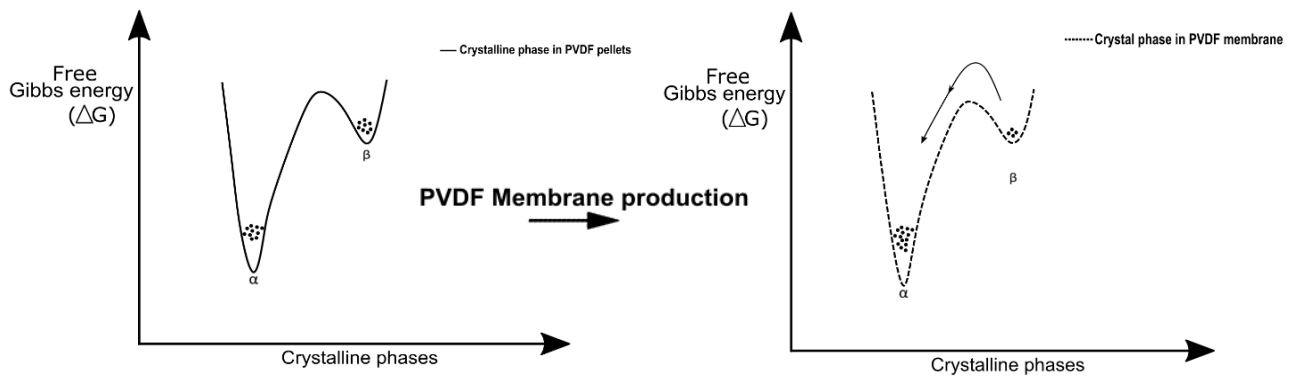 Crystalline phase in PVDF pellets
Free
Gibbs energy
(△G)
β
α
Crystalline phases
PVDF Membrane production
Crystal phase in PVDF membrane
Free
Gibbs energy
(△G)
β
α
Crystalline phases